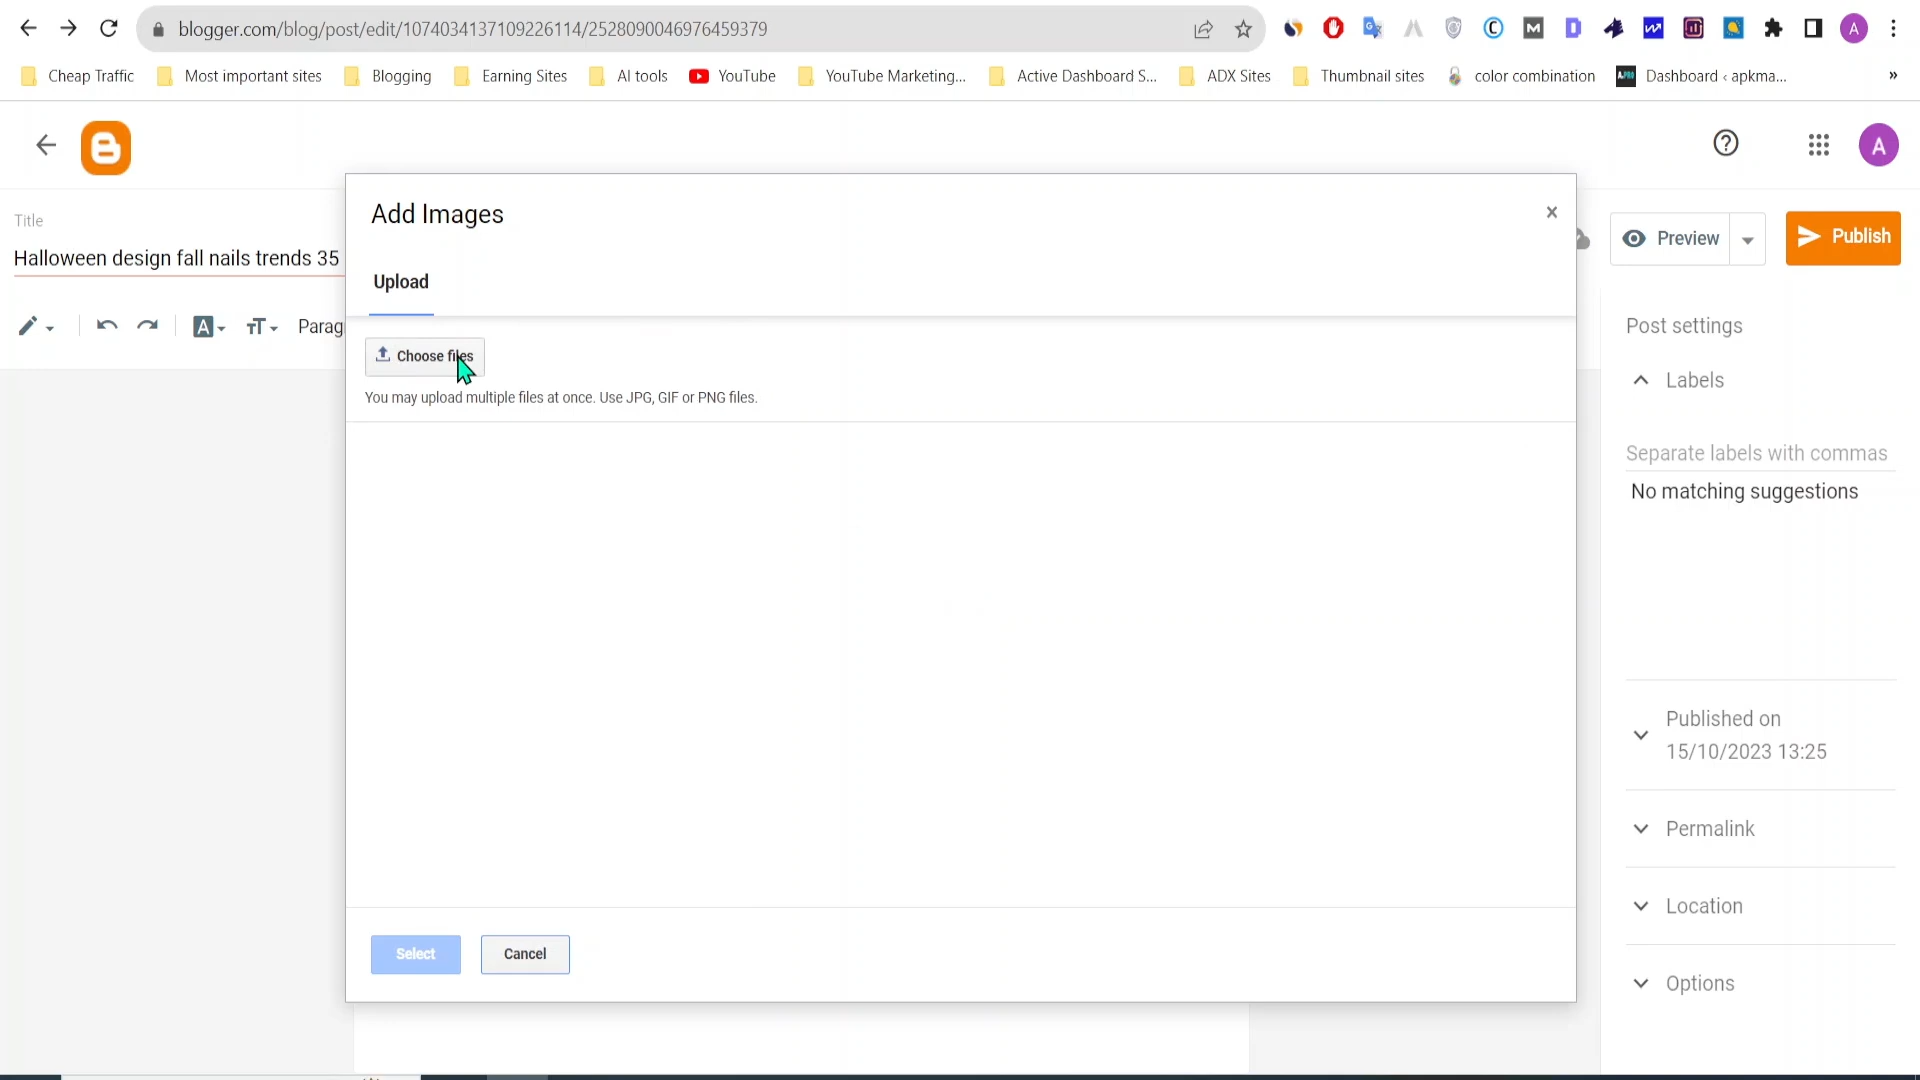 blogger.com/blog/post/edit/1074034137109226114/2528090046976459379
A
Cheap Traffic
Most important sites
Blogging
Earning Sites
AI tools
YouTube
YouTube Marketing...
Active Dashboard S...
ADX Sites
Thumbnail sites
color combination
Dashboard ‹ apkma...
»
A
Add Images
Title
Halloween design fall nails trends 35
Preview
Publish
Upload
Parag
Choose files
You may upload multiple files at once. Use JPG, GIF or PNG files.
Post settings
Labels
Separate labels with commas
No matching suggestions
Published on
15/10/2023 13:25
Permalink
Location
Options
Select
Cancel